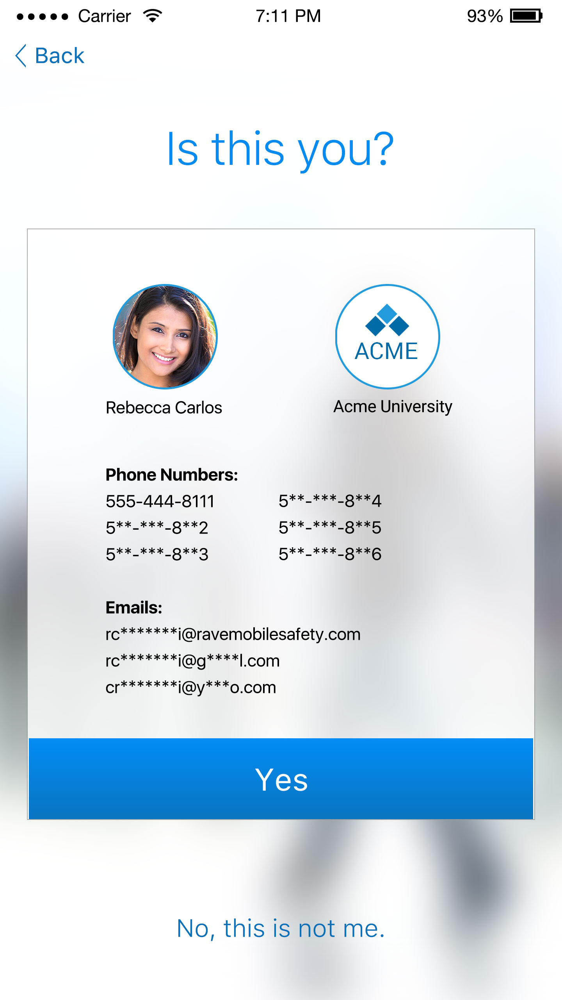 Carrier 7:11 PM 93%
Back
Is this you?
ACME
Rebecca Carlos Acme University
Phone Numbers:
555-444-8111 5**-***-8**4
5**-***-8**2 5**-***-8**5
5**-***-8**3 5**-***-8**6
Emails:
rc*******i@ravemobilesafety.com
rc*******i@g****l.com
cr*******i@y***o.com
Yes
No, this is not me.